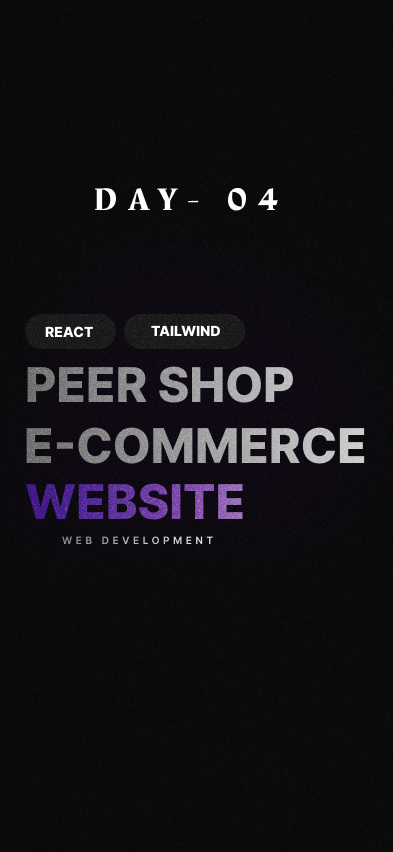 DAY- 04
REACT TAILWIND
PEER SHOP
E-COMMERCE
WEBSITE
WEB DEVELOPMENT